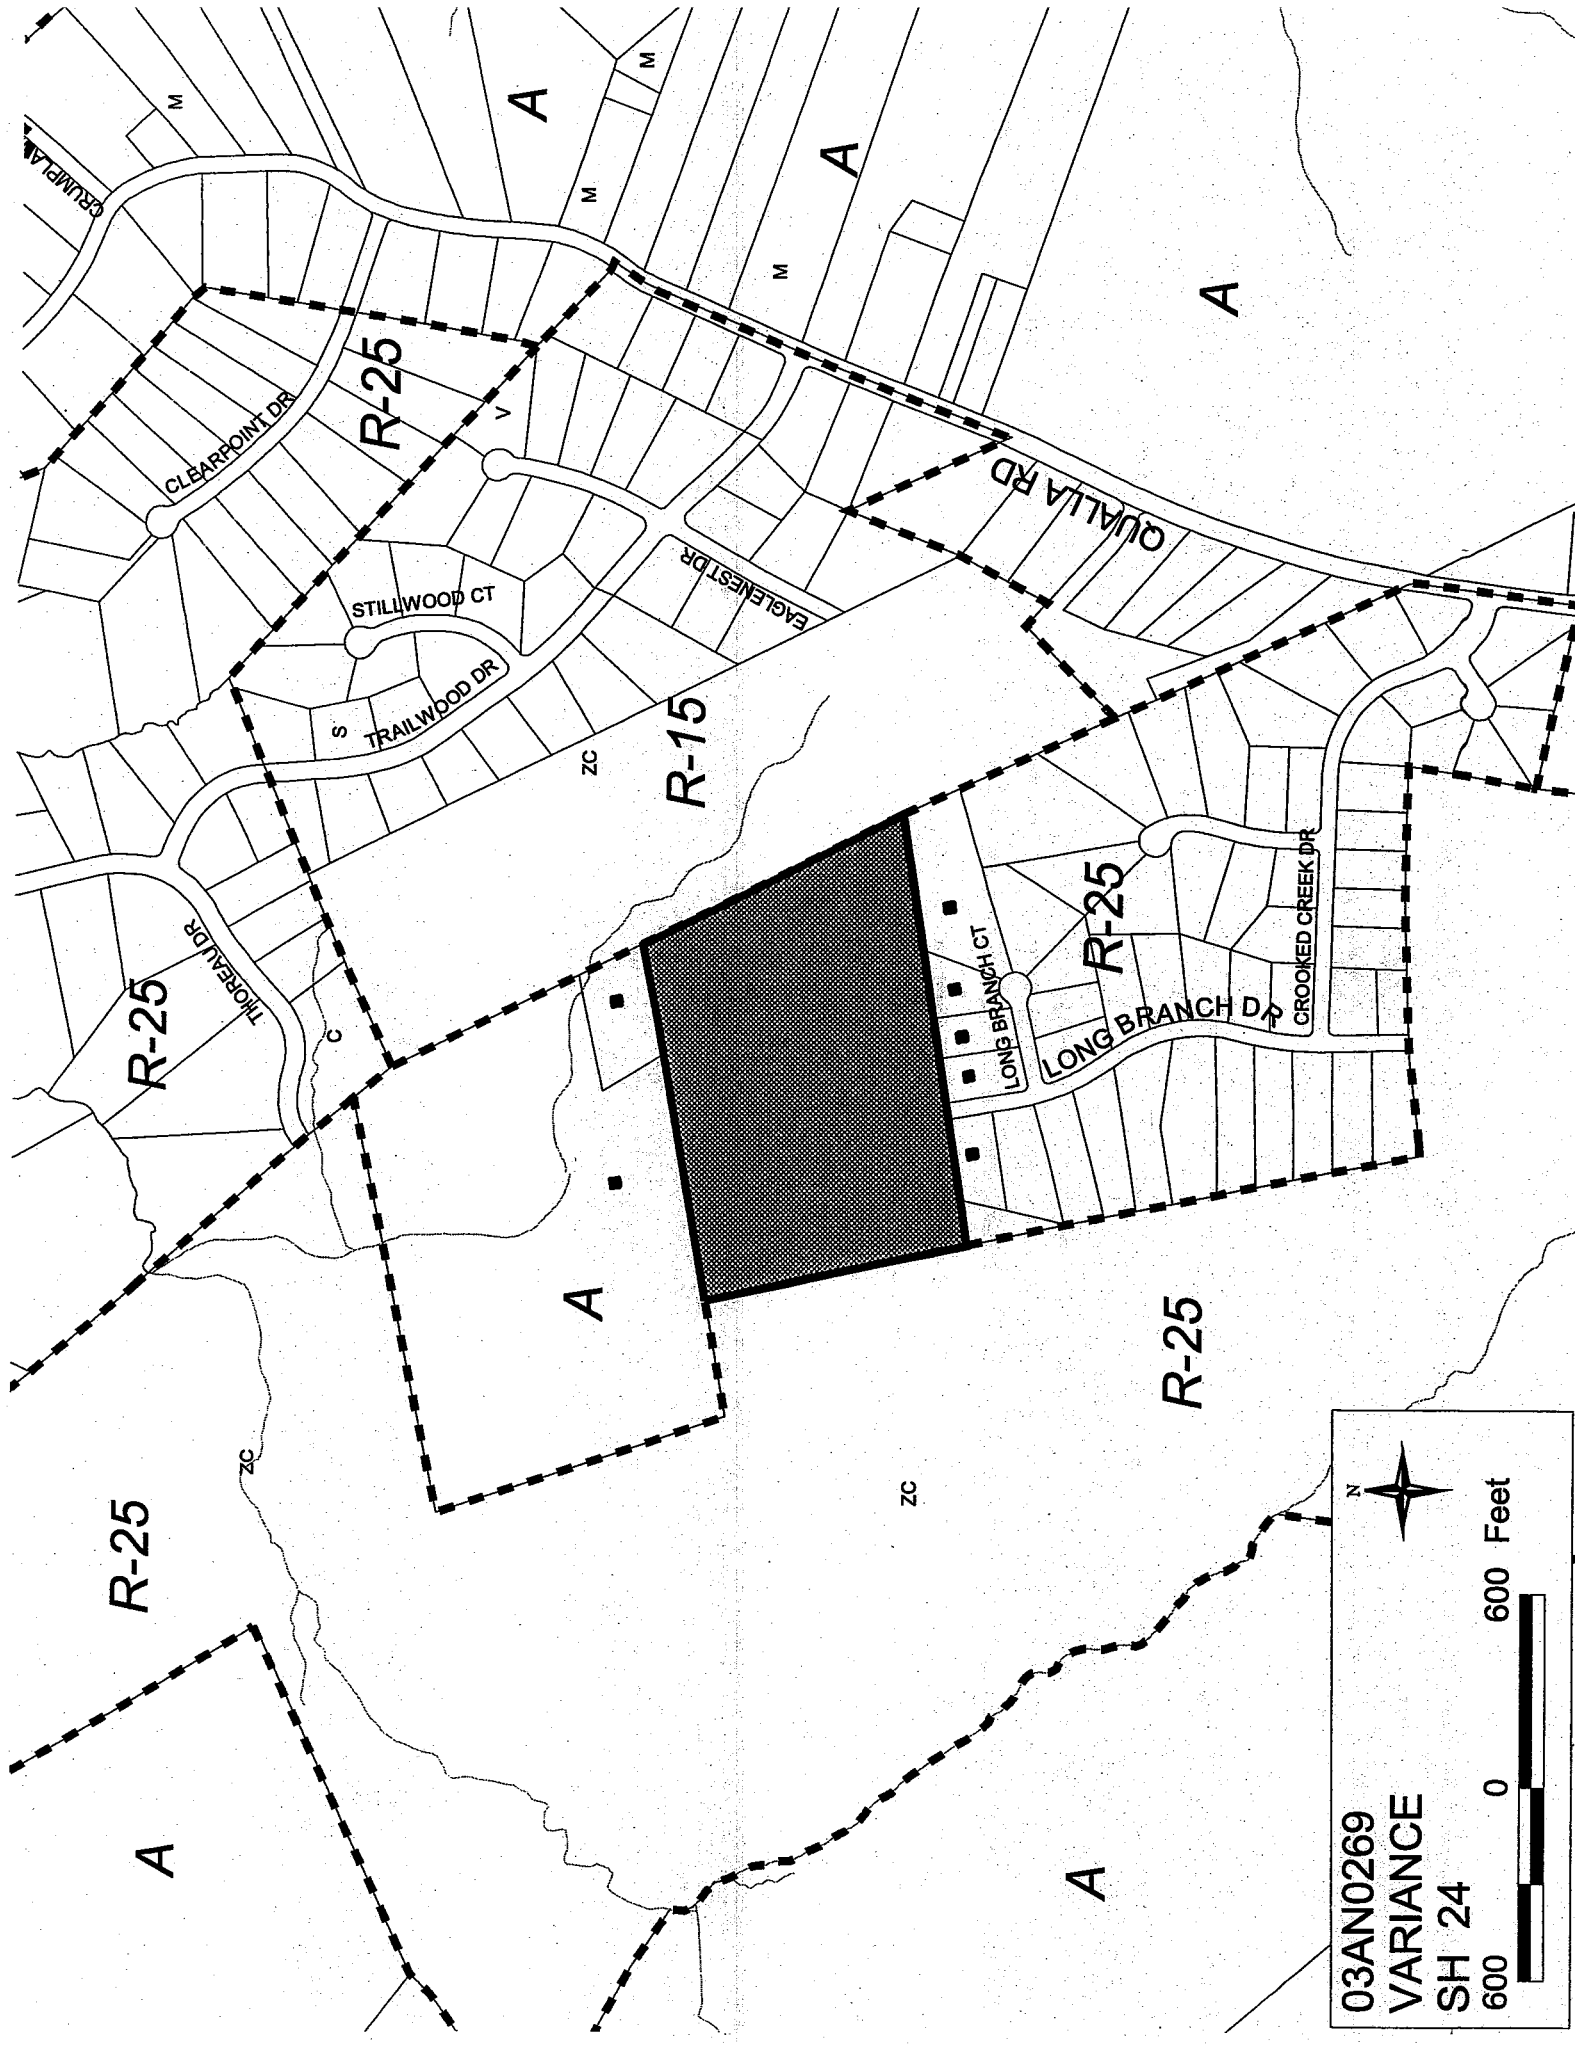 CRUMPLA
M
M
A
M
A
M
A
R-25
CLEARPOINT DR
V
QUALLA RD
STILLWOOD CT
EAGLENEST DR
TRAILWOOD DR
S
ZC
R-15
THOREAU DR
R-25
C
LONG BRANCH CT
R-25
LONG BRANCH DR
CROOKED CREEK DR
A
R-25
ZC
R-25
ZC
A
A
N
03AN0269
VARIANCE
SH 24
600 0 600 Feet